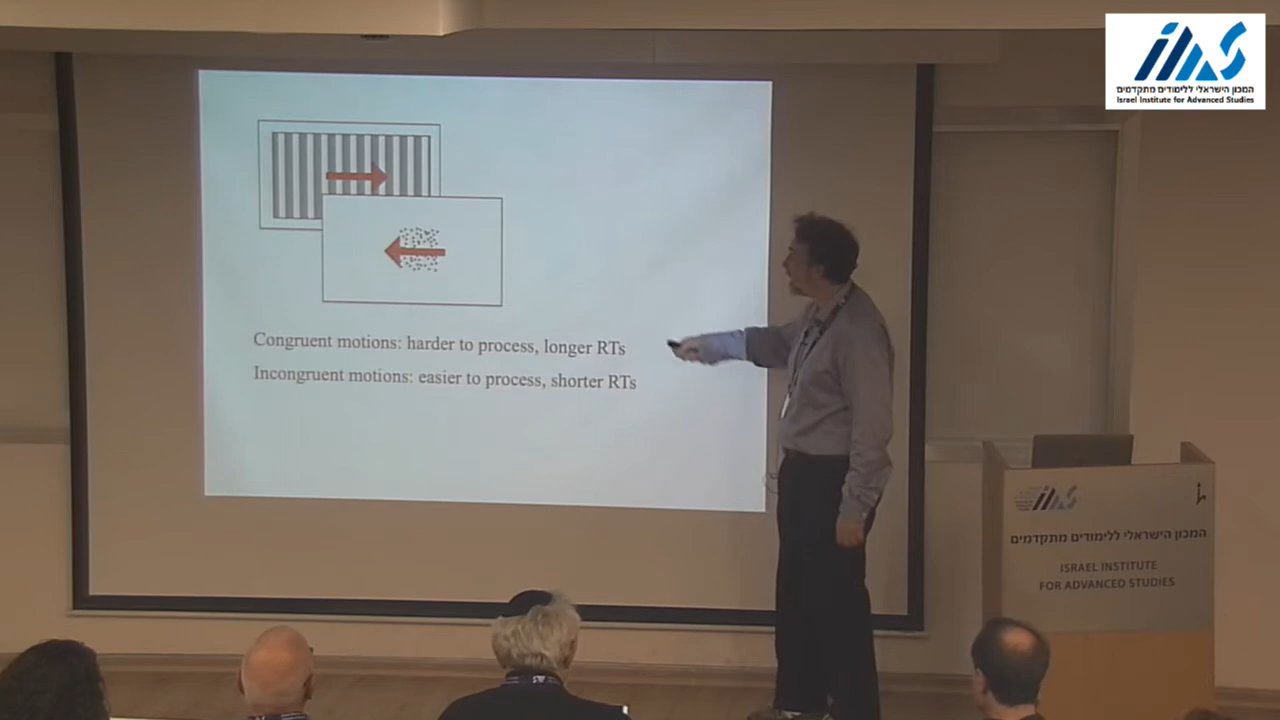 המכון הישראלי ללימודים מתקדמים
Israel Institute for Advanced Studies
Congruent motions: harder to process, longer RTs
Incongruent motions: easier to process, shorter RTs
המכון הישראלי ללימודים מתקדמים
ISRAEL INSTITUTE
FOR ADVANCED STUDIES